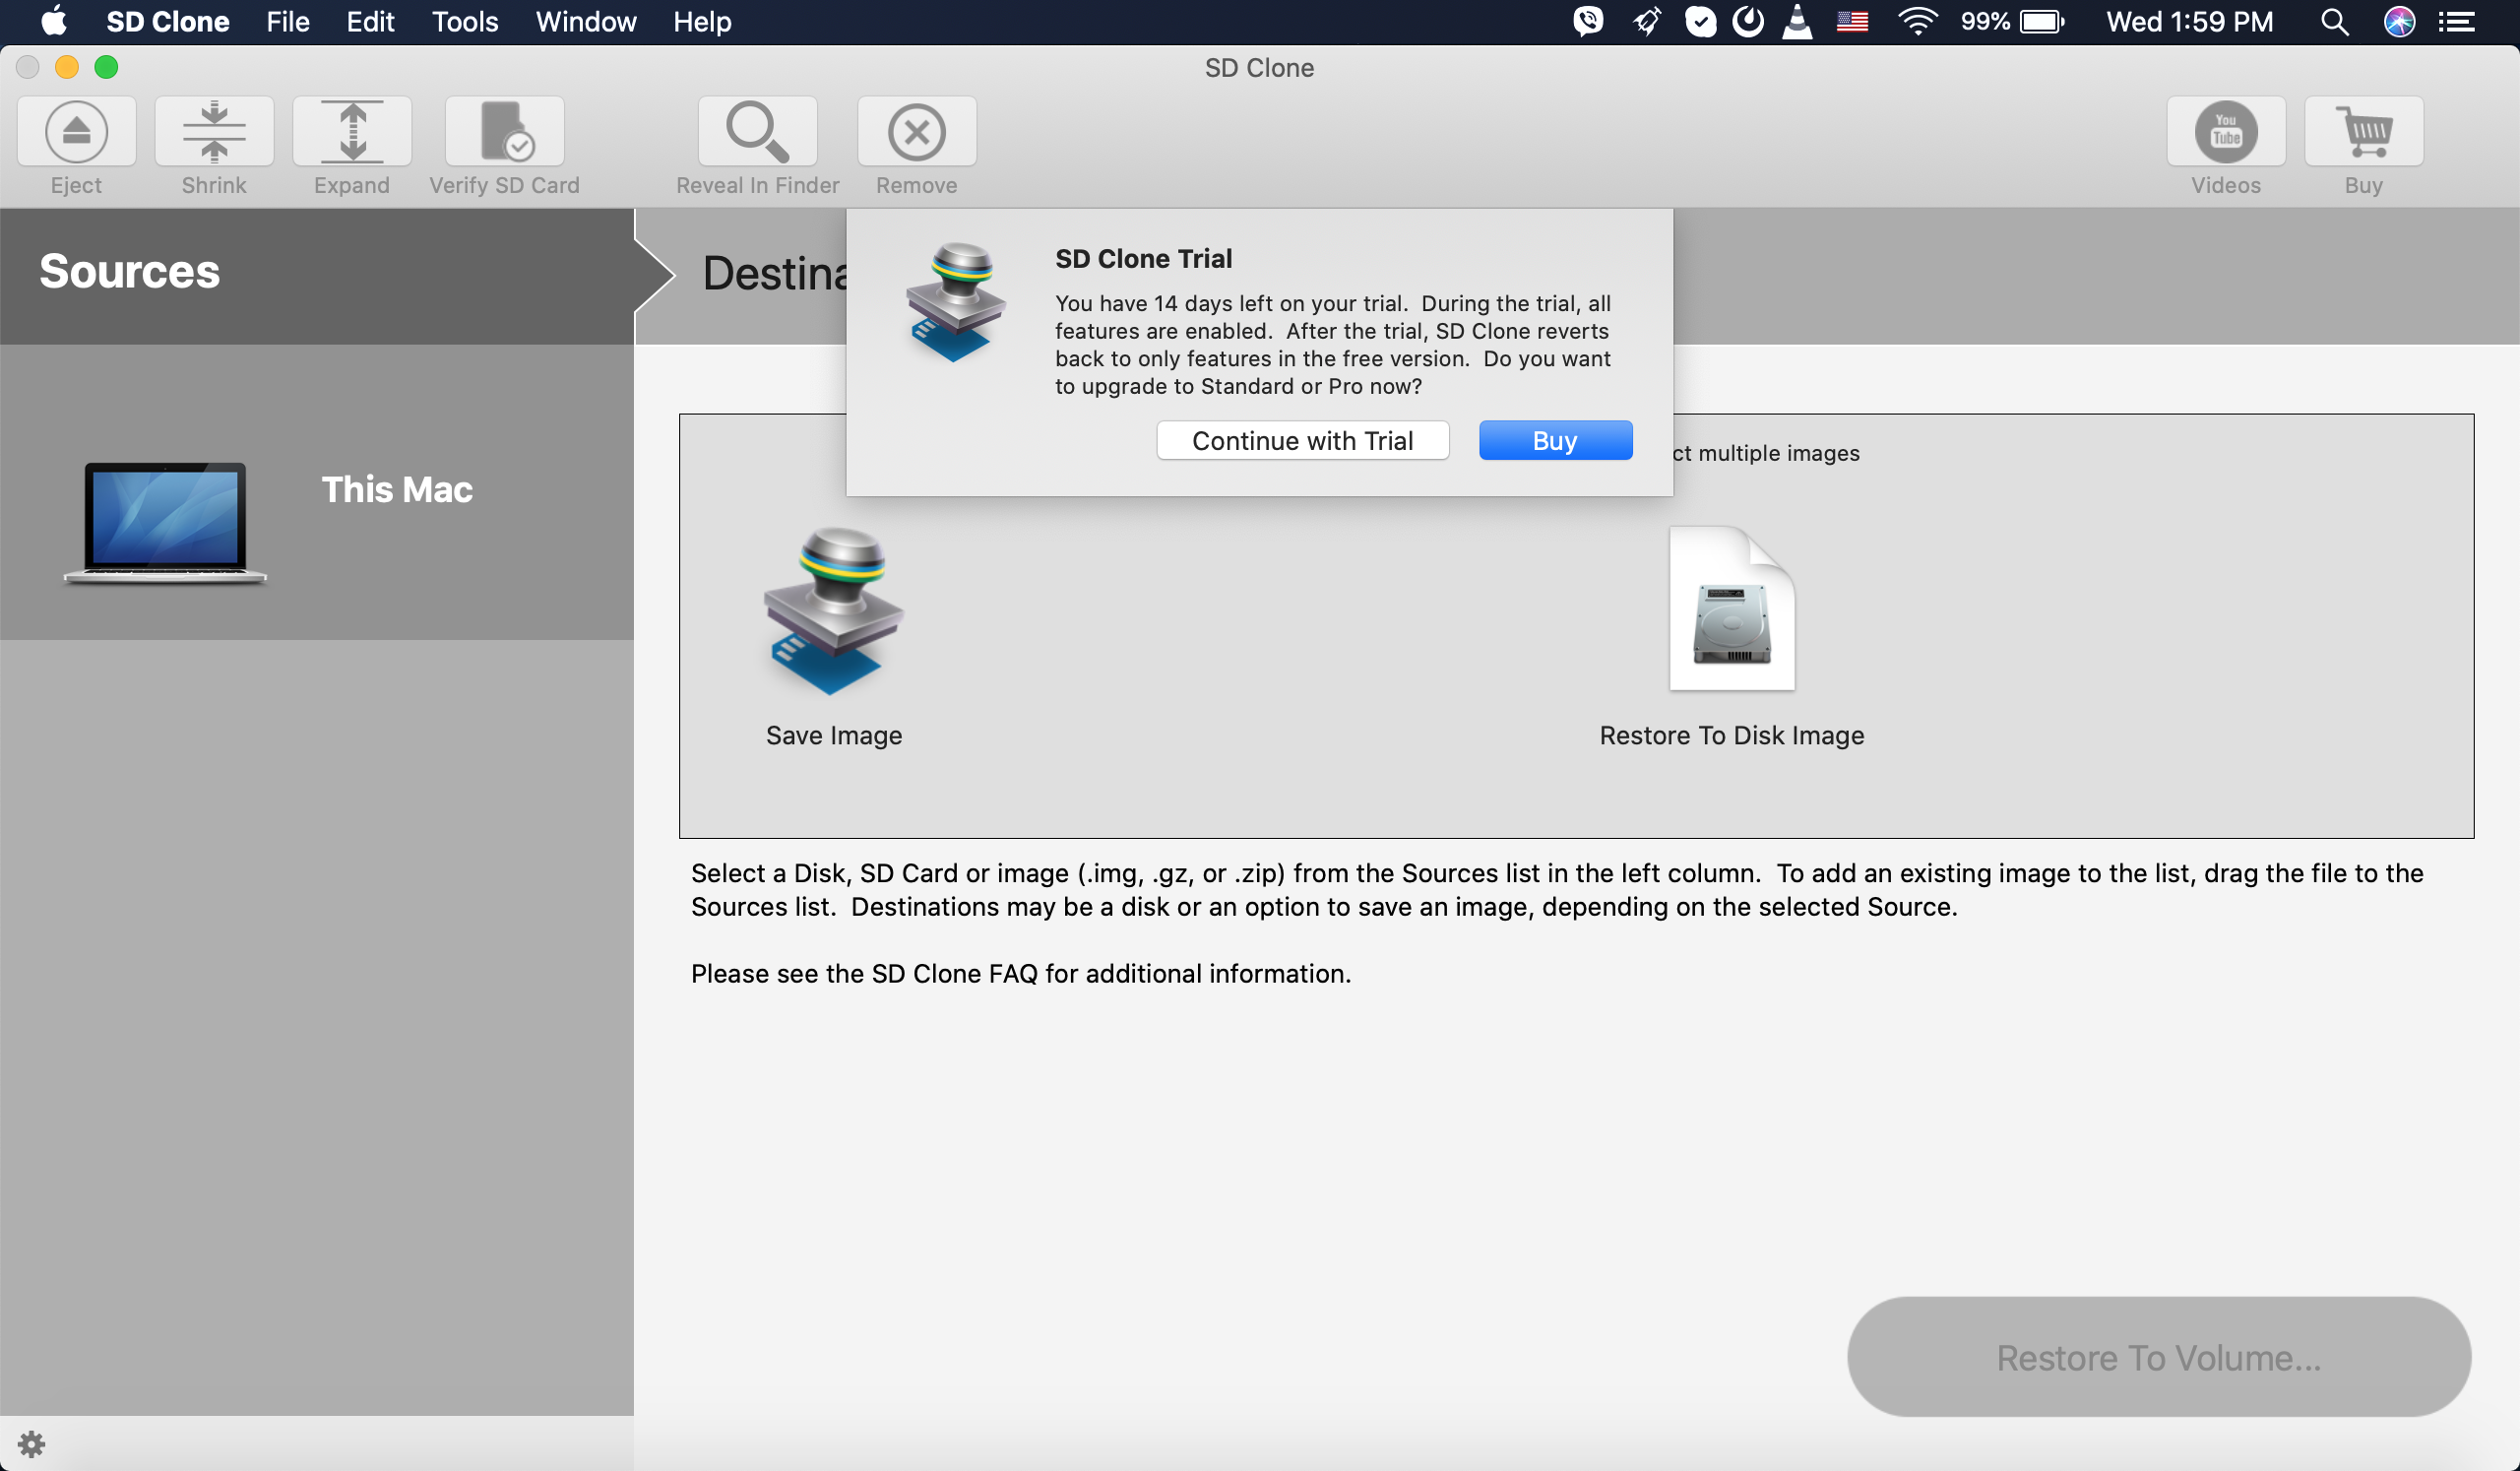 SD Clone File Edit Tools Window Help 99% Wed 1:59 PM
SD Clone
You
Tube
Eject Shrink Expand Verify SD Card Reveal In Finder Remove Videos Buy
Sources
Destina
SD Clone Trial
You have 14 days left on your trial.  During the trial, all
features are enabled.  After the trial, SD Clone reverts
back to only features in the free version.  Do you want
to upgrade to Standard or Pro now?
Continue with Trial Buy
ct multiple images
This Mac
Save Image Restore To Disk Image
Select a Disk, SD Card or image (.img, .gz, or .zip) from the Sources list in the left column.  To add an existing image to the list, drag the file to the
Sources list.  Destinations may be a disk or an option to save an image, depending on the selected Source.
Please see the SD Clone FAQ for additional information.
Restore To Volume...